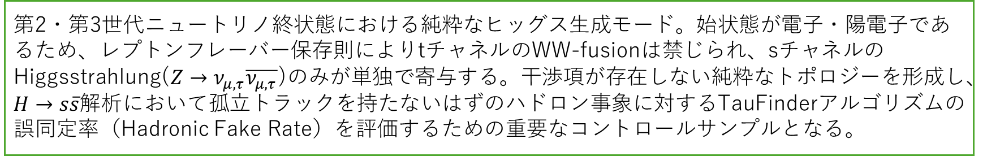 第2・第3世代ニュートリノ終状態における純粋なヒッグス生成モード。始状態が電子・陽電子であ
るため、レプトンフレーバー保存則によりtチャネルのWW-fusionは禁じられ、sチャネルの
Higgsstrahlung(𝑍 → 𝜈_{𝜇,𝜏}\overline{𝜈_{𝜇,𝜏}})のみが単独で寄与する。干渉項が存在しない純粋なトポロジーを形成し、
𝐻 → 𝑠𝑠̄解析において孤立トラックを持たないはずのハドロン事象に対するTauFinderアルゴリズムの
誤同定率（Hadronic Fake Rate）を評価するための重要なコントロールサンプルとなる。